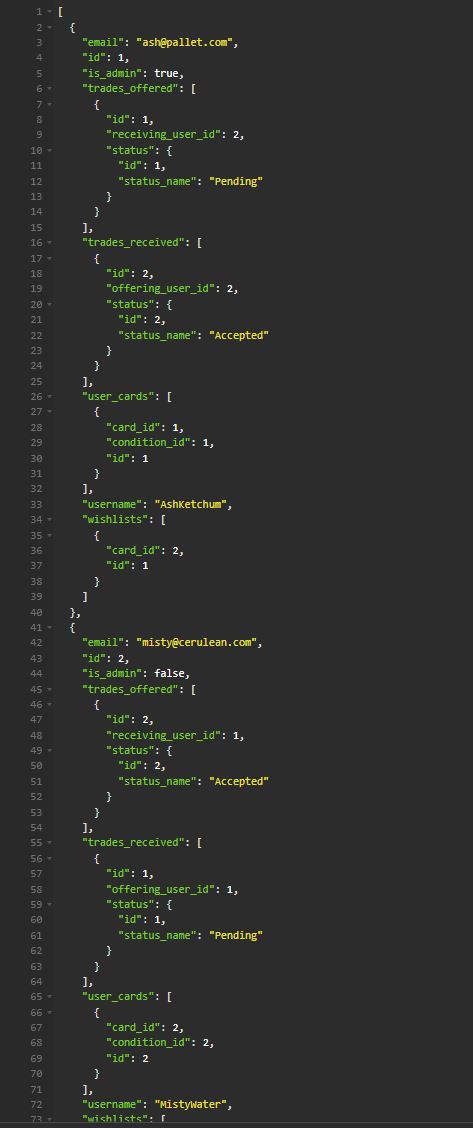 1 [
2 {
3 "email": "ash@pallet.com",
4 "id": 1,
5 "is_admin": true,
6 "trades_offered": [
7 {
8 "id": 1,
9 "receiving_user_id": 2,
10 "status": {
11 "id": 1,
12 "status_name": "Pending"
13 }
14 }
15 ],
16 "trades_received": [
17 {
18 "id": 2,
19 "offering_user_id": 2,
20 "status": {
21 "id": 2,
22 "status_name": "Accepted"
23 }
24 }
25 ],
26 "user_cards": [
27 {
28 "card_id": 1,
29 "condition_id": 1,
30 "id": 1
31 }
32 ],
33 "username": "AshKetchum",
34 "wishlists": [
35 {
36 "card_id": 2,
37 "id": 1
38 }
39 ]
40 },
41 {
42 "email": "misty@cerulean.com",
43 "id": 2,
44 "is_admin": false,
45 "trades_offered": [
46 {
47 "id": 2,
48 "receiving_user_id": 1,
49 "status": {
50 "id": 2,
51 "status_name": "Accepted"
52 }
53 }
54 ],
55 "trades_received": [
56 {
57 "id": 1,
58 "offering_user_id": 1,
59 "status": {
60 "id": 1,
61 "status_name": "Pending"
62 }
63 }
64 ],
65 "user_cards": [
66 {
67 "card_id": 2,
68 "condition_id": 2,
69 "id": 2
70 }
71 ],
72 "username": "MistyWater",
73 "wishlists": [